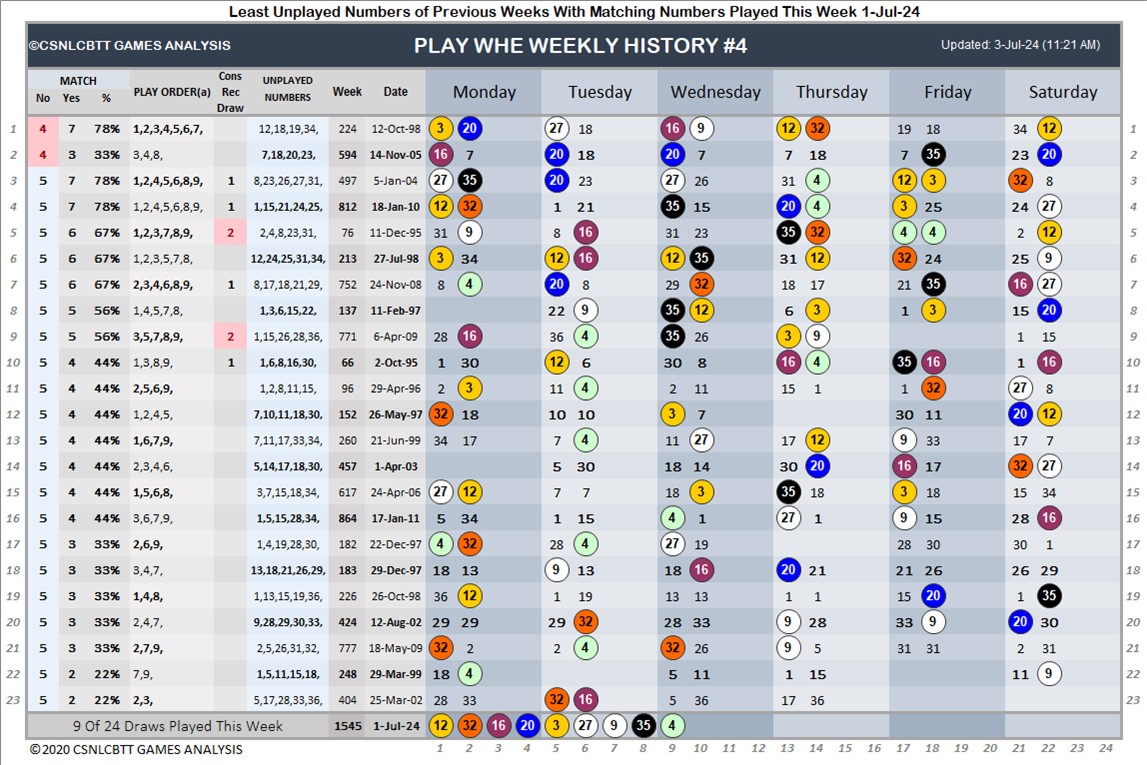 Least Unplayed Numbers of Previous Weeks With Matching Numbers Played This Week 1-Jul-24
©CSNLCBTT GAMES ANALYSIS PLAY WHE WEEKLY HISTORY #4 Updated: 3-Jul-24 (11:21 AM)
MATCH PLAY ORDER(a) Cons Rec Draw UNPLAYED NUMBERS Week Date Monday Tuesday Wednesday Thursday Friday Saturday
No Yes %
1 4 7 78% 1,2,3,4,5,6,7, 12,18,19,34, 224 12-Oct-98 3 20 27 18 16 9 12 32 19 18 34 12 1
2 4 3 33% 3,4,8, 7,18,20,23, 594 14-Nov-05 16 7 20 18 20 7 7 18 7 35 23 20 2
3 5 7 78% 1,2,4,5,6,8,9, 1 8,23,26,27,31, 497 5-Jan-04 27 35 20 23 27 26 31 4 12 3 32 8 3
4 5 7 78% 1,2,4,5,6,8,9, 1 1,15,21,24,25, 812 18-Jan-10 12 32 1 21 35 15 20 4 3 25 24 27 4
5 5 6 67% 1,2,3,7,8,9, 2 2,4,8,23,31, 76 11-Dec-95 31 9 8 16 31 23 35 32 4 4 2 12 5
6 5 6 67% 1,2,3,5,7,8, 12,24,25,31,34, 213 27-Jul-98 3 34 12 16 12 35 31 12 32 24 25 9 6
7 5 6 67% 2,3,4,6,8,9, 1 8,17,18,21,29, 752 24-Nov-08 8 4 20 8 29 32 18 17 21 35 16 27 7
8 5 5 56% 1,4,5,7,8, 1,3,6,15,22, 137 11-Feb-97 22 9 35 12 6 3 1 3 15 20 8
9 5 5 56% 3,5,7,8,9, 2 1,15,26,28,36, 771 6-Apr-09 28 16 36 4 35 26 3 9 1 15 9
10 5 4 44% 1,3,8,9, 1 1,6,8,16,30, 66 2-Oct-95 1 30 12 6 30 8 16 4 35 16 1 16 10
11 5 4 44% 2,5,6,9, 1,2,8,11,15, 96 29-Apr-96 2 3 11 4 2 11 15 1 1 32 27 8 11
12 5 4 44% 1,2,4,5, 7,10,11,18,30, 152 26-May-97 32 18 10 10 3 7 30 11 20 12 12
13 5 4 44% 1,6,7,9, 7,11,17,33,34, 260 21-Jun-99 34 17 7 4 11 27 17 12 9 33 17 7 13
14 5 4 44% 2,3,4,6, 5,14,17,18,30, 457 1-Apr-03 5 30 18 14 30 20 16 17 32 27 14
15 5 4 44% 1,5,6,8, 3,7,15,18,34, 617 24-Apr-06 27 12 7 7 18 3 35 18 3 18 15 34 15
16 5 4 44% 3,6,7,9, 1,5,15,28,34, 864 17-Jan-11 5 34 1 15 4 1 27 1 9 15 28 16 16
17 5 3 33% 2,6,9, 1,4,19,28,30, 182 22-Dec-97 4 32 28 4 27 19 28 30 30 1 17
18 5 3 33% 3,4,7, 13,18,21,26,29, 183 29-Dec-97 18 13 9 13 18 16 20 21 21 26 26 29 18
19 5 3 33% 1,4,8, 1,13,15,19,36, 226 26-Oct-98 36 12 1 19 13 13 1 1 15 20 1 35 19
20 5 3 33% 2,4,7, 9,28,29,30,33, 424 12-Aug-02 29 29 29 32 28 33 9 28 33 9 20 30 20
21 5 3 33% 2,7,9, 2,5,26,31,32, 777 18-May-09 32 2 2 4 32 26 9 5 31 31 2 31 21
22 5 2 22% 7,9, 1,5,11,15,18, 248 29-Mar-99 18 4 5 11 1 15 11 9 22
23 5 2 22% 2,3, 5,17,28,33,36, 404 25-Mar-02 28 33 32 16 5 36 17 36 23
9 Of 24 Draws Played This Week 1545 1-Jul-24 12 32 16 20 3 27 9 35 4
©2020 CSNLCBTT GAMES ANALYSIS 1 2 3 4 5 6 7 8 9 10 11 12 13 14 15 16 17 18 19 20 21 22 23 24